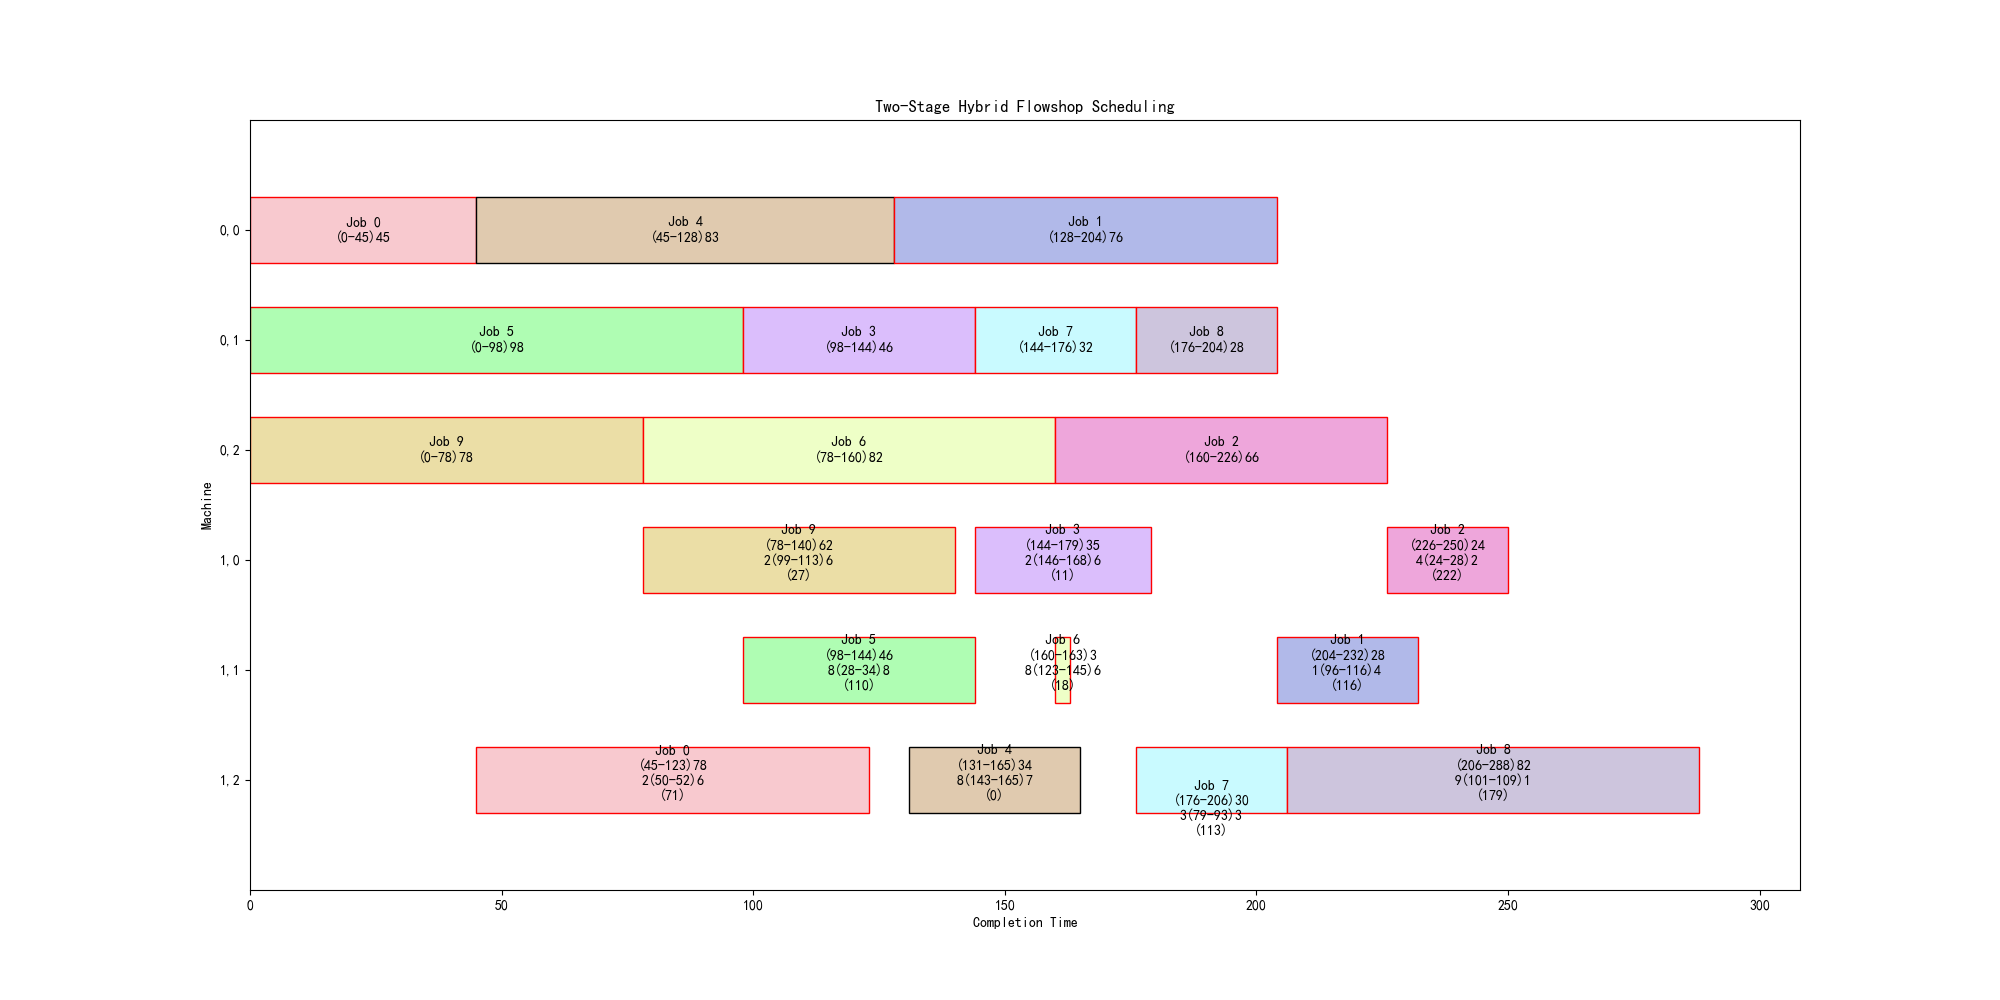 Two-Stage Hybrid Flowshop Scheduling
0,0
Job 0
(0-45)45
Job 4
(45-128)83
Job 1
(128-204)76
0,1
Job 5
(0-98)98
Job 3
(98-144)46
Job 7
(144-176)32
Job 8
(176-204)28
0,2
Job 9
(0-78)78
Job 6
(78-160)82
Job 2
(160-226)66
Machine
1,0
Job 9
(78-140)62
2(99-113)6
(27)
Job 3
(144-179)35
2(146-168)6
(11)
Job 2
(226-250)24
4(24-28)2
(222)
1,1
Job 5
(98-144)46
8(28-34)8
(110)
Job 6
(160-163)3
8(123-145)6
(18)
Job 1
(204-232)28
1(96-116)4
(116)
1,2
Job 0
(45-123)78
2(50-52)6
(71)
Job 4
(131-165)34
8(143-165)7
(0)
Job 7
(176-206)30
3(79-93)3
(113)
Job 8
(206-288)82
9(101-109)1
(179)
0
50
100
150
200
250
300
Completion Time